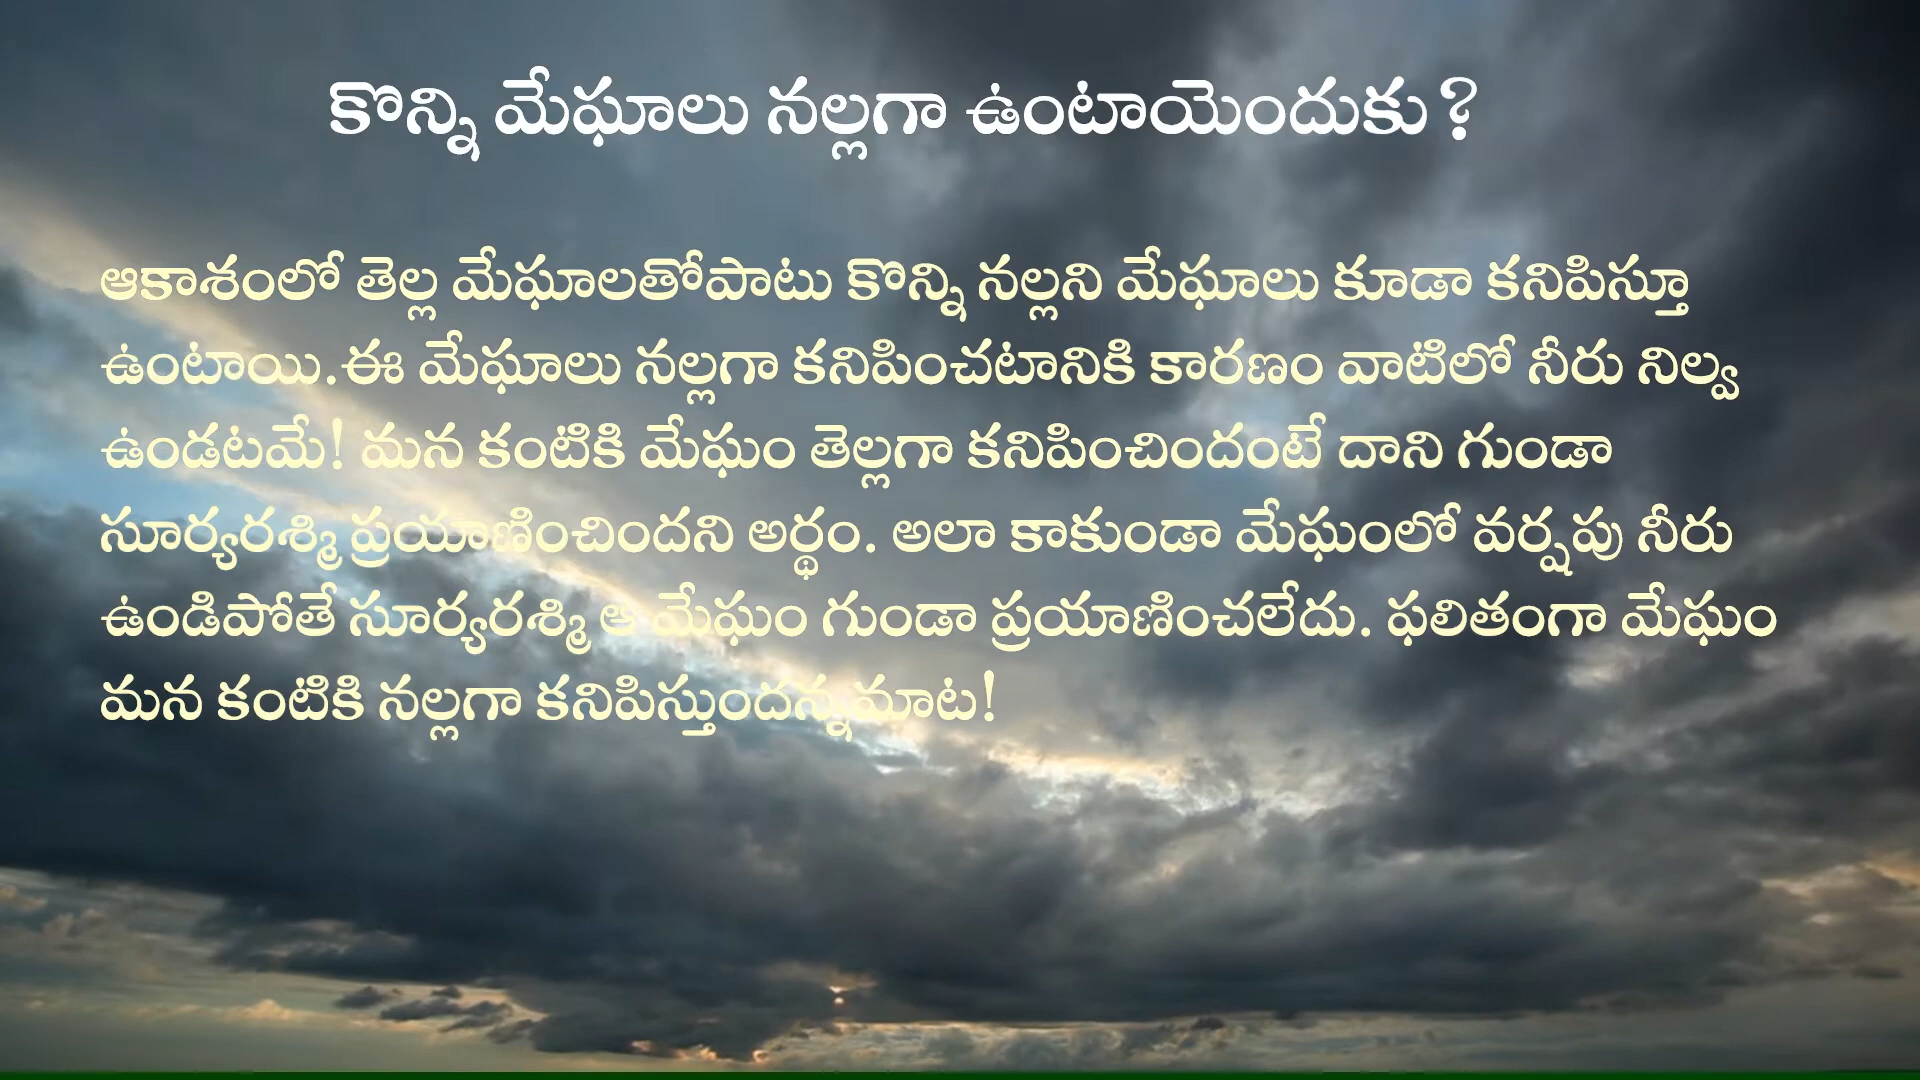 కొన్ని మేఘాలు నల్లగా ఉంటాయెందుకు?
ఆకాశంలో తెల్ల మేఘాలతోపాటు కొన్ని నల్లని మేఘాలు కూడా కనిపిస్తూ
ఉంటాయి.ఈ మేఘాలు నల్లగా కనిపించటానికి కారణం వాటిలో నీరు నిల్వ
ఉండటమే! మన కంటికి మేఘం తెల్లగా కనిపించిందంటే దాని గుండా
సూర్యరశ్మి ప్రయాణించిందని అర్థం. అలా కాకుండా మేఘంలో వర్షపు నీరు
ఉండిపోతే సూర్యరశ్మి ఆ మేఘం గుండా ప్రయాణించలేదు. ఫలితంగా మేఘం
మన కంటికి నల్లగా కనిపిస్తుందన్నమాట!